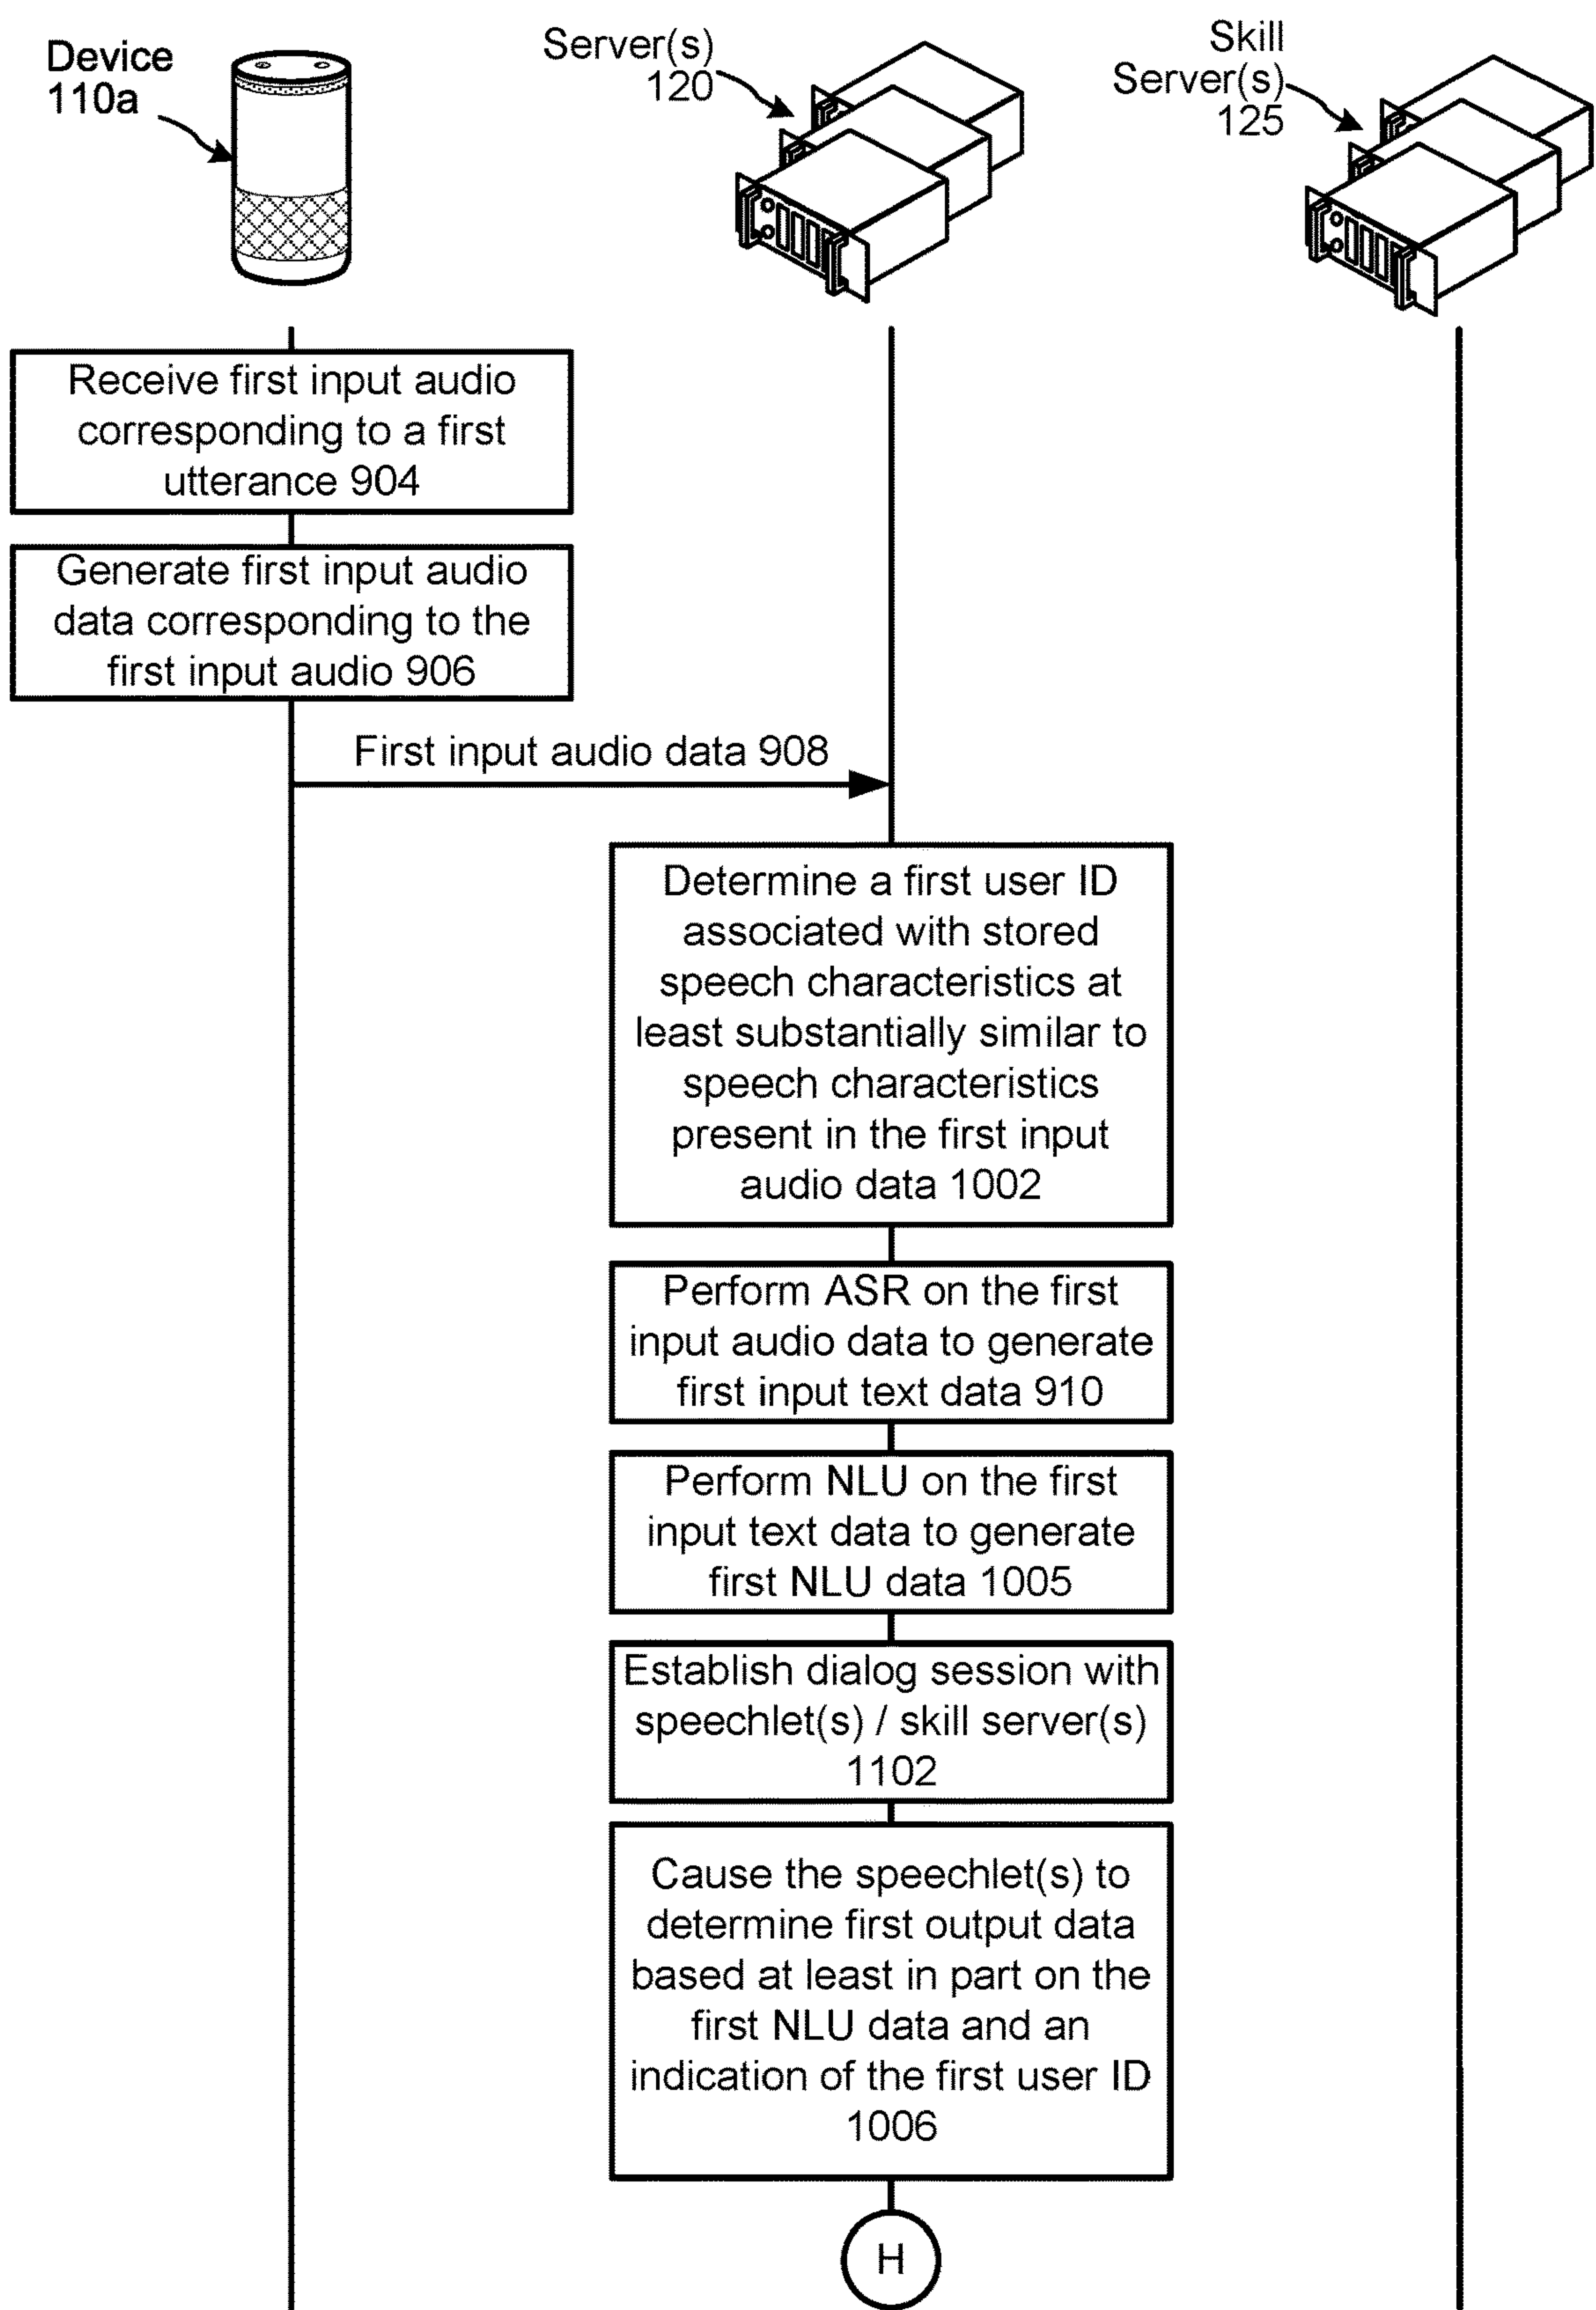 Device
110a
Server(s)
120
Skill
Server(s)
125
Receive first input audio
corresponding to a first
utterance 904
Generate first input audio
data corresponding to the
first input audio 906
First input audio data 908
Determine a first user ID
associated with stored
speech characteristics at
least substantially similar to
speech characteristics
present in the first input
audio data 1002
Perform ASR on the first
input audio data to generate
first input text data 910
Perform NLU on the first
input text data to generate
first NLU data 1005
Establish dialog session with
speechlet(s) / skill server(s)
1102
Cause the speechlet(s) to
determine first output data
based at least in part on the
first NLU data and an
indication of the first user ID
1006
H